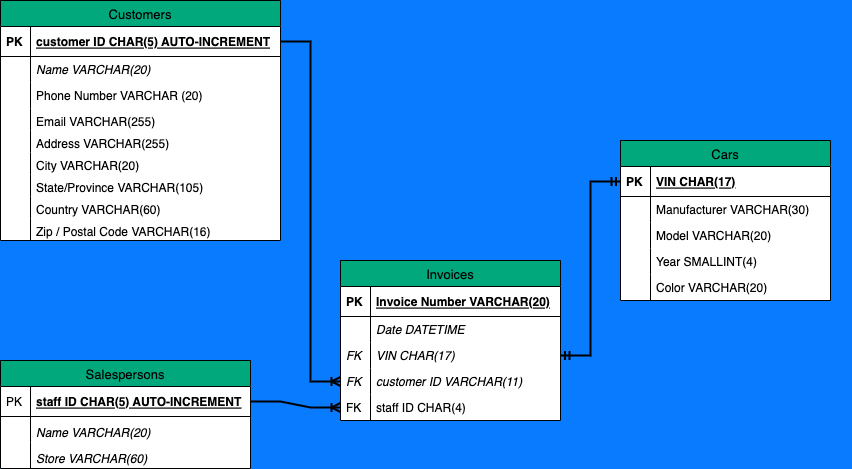 Customers
PK customer ID CHAR(5) AUTO-INCREMENT
Name VARCHAR(20)
Phone Number VARCHAR (20)
Email VARCHAR(255)
Address VARCHAR(255)
City VARCHAR(20)
State/Province VARCHAR(105)
Country VARCHAR(60)
Zip / Postal Code VARCHAR(16)
Cars
PK VIN CHAR(17)
Manufacturer VARCHAR(30)
Model VARCHAR(20)
Year SMALLINT(4)
Color VARCHAR(20)
Invoices
PK Invoice Number VARCHAR(20)
Date DATETIME
FK VIN CHAR(17)
FK customer ID VARCHAR(11)
FK staff ID CHAR(4)
Salespersons
PK staff ID CHAR(5) AUTO-INCREMENT
Name VARCHAR(20)
Store VARCHAR(60)